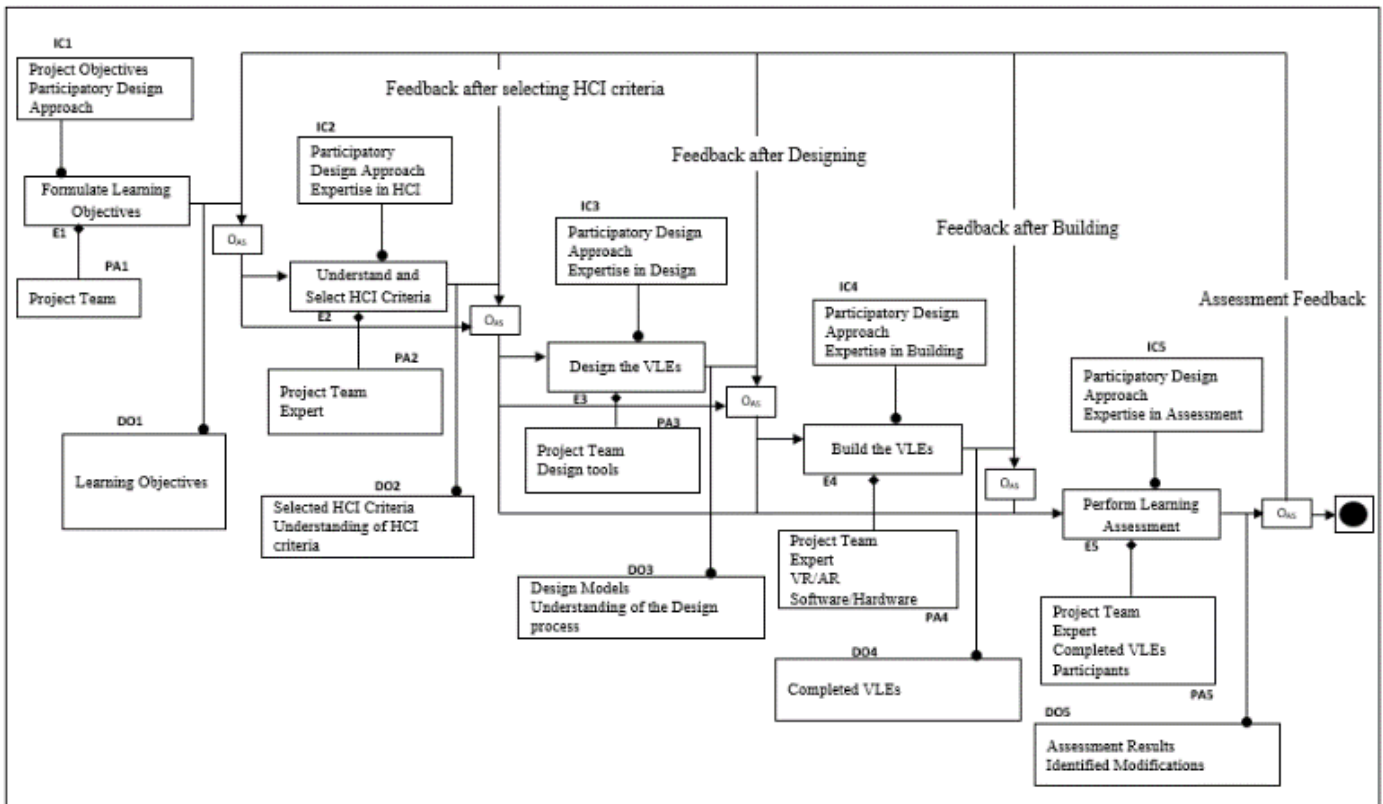 IC1
Project Objectives
Participatory Design
Approach
Formulate Learning
Objectives
E1
PA1
Project Team
DO1
Learning Objectives
OAS
Feedback after selecting HCI criteria
IC2
Participatory
Design Approach
Expertise in HCI
Understand and
Select HCI Criteria
E2
PA2
Project Team
Expert
DO2
Selected HCI Criteria
Understanding of HCI
criteria
OAS
Feedback after Designing
IC3
Participatory Design
Approach
Expertise in Design
Design the VLEs
E3
PA3
Project Team
Design tools
DO3
Design Models
Understanding of the Design
process
OAS
Feedback after Building
IC4
Participatory Design
Approach
Expertise in Building
Build the VLEs
E4
Project Team
Expert
VR/AR
Software/Hardware
PA4
DO4
Completed VLEs
OAS
Assessment Feedback
IC5
Participatory Design
Approach
Expertise in Assessment
Perform Learning
Assessment
E5
Project Team
Expert
Completed VLEs
Participants
PA5
DO5
Assessment Results
Identified Modifications
OAS